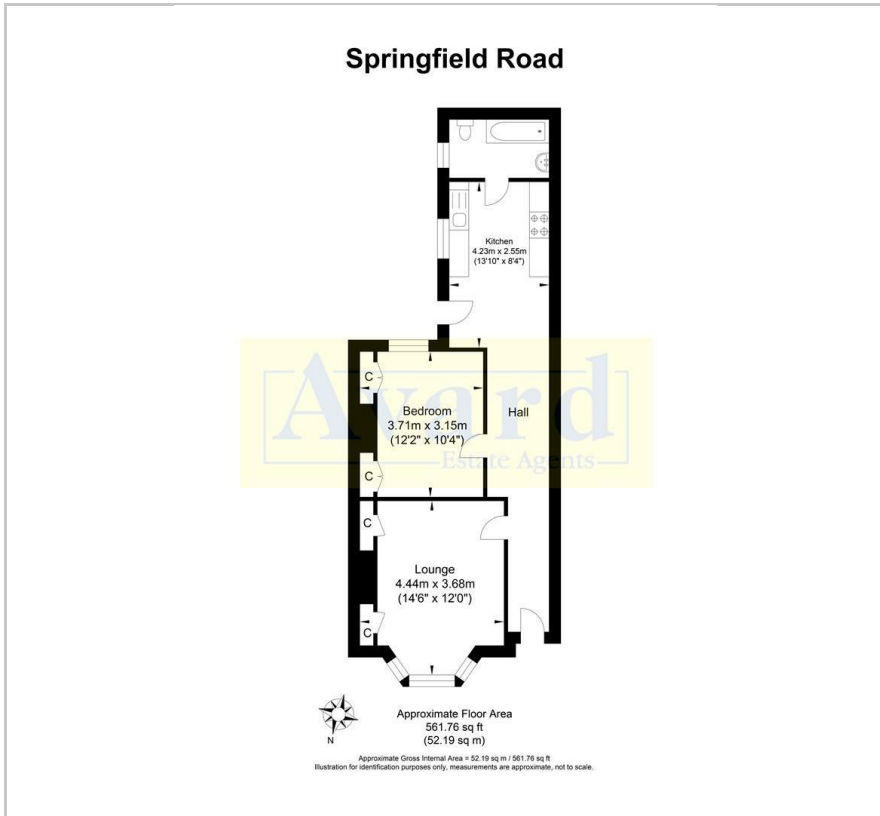 Springfield Road
Kitchen
4.23m x 2.55m
(13'10" x 8'4")
C
Bedroom
3.71m x 3.15m
(12'2" x 10'4")
Hall
Avard
Estate Agents
C
C
Lounge
4.44m x 3.68m
(14'6" x 12'0")
C
N
Approximate Floor Area
561.76 sq ft
(52.19 sq m)
Approximate Gross Internal Area = 52.19 sq m / 561.76 sq ft
Illustration for identification purposes only, measurements are approximate, not to scale.